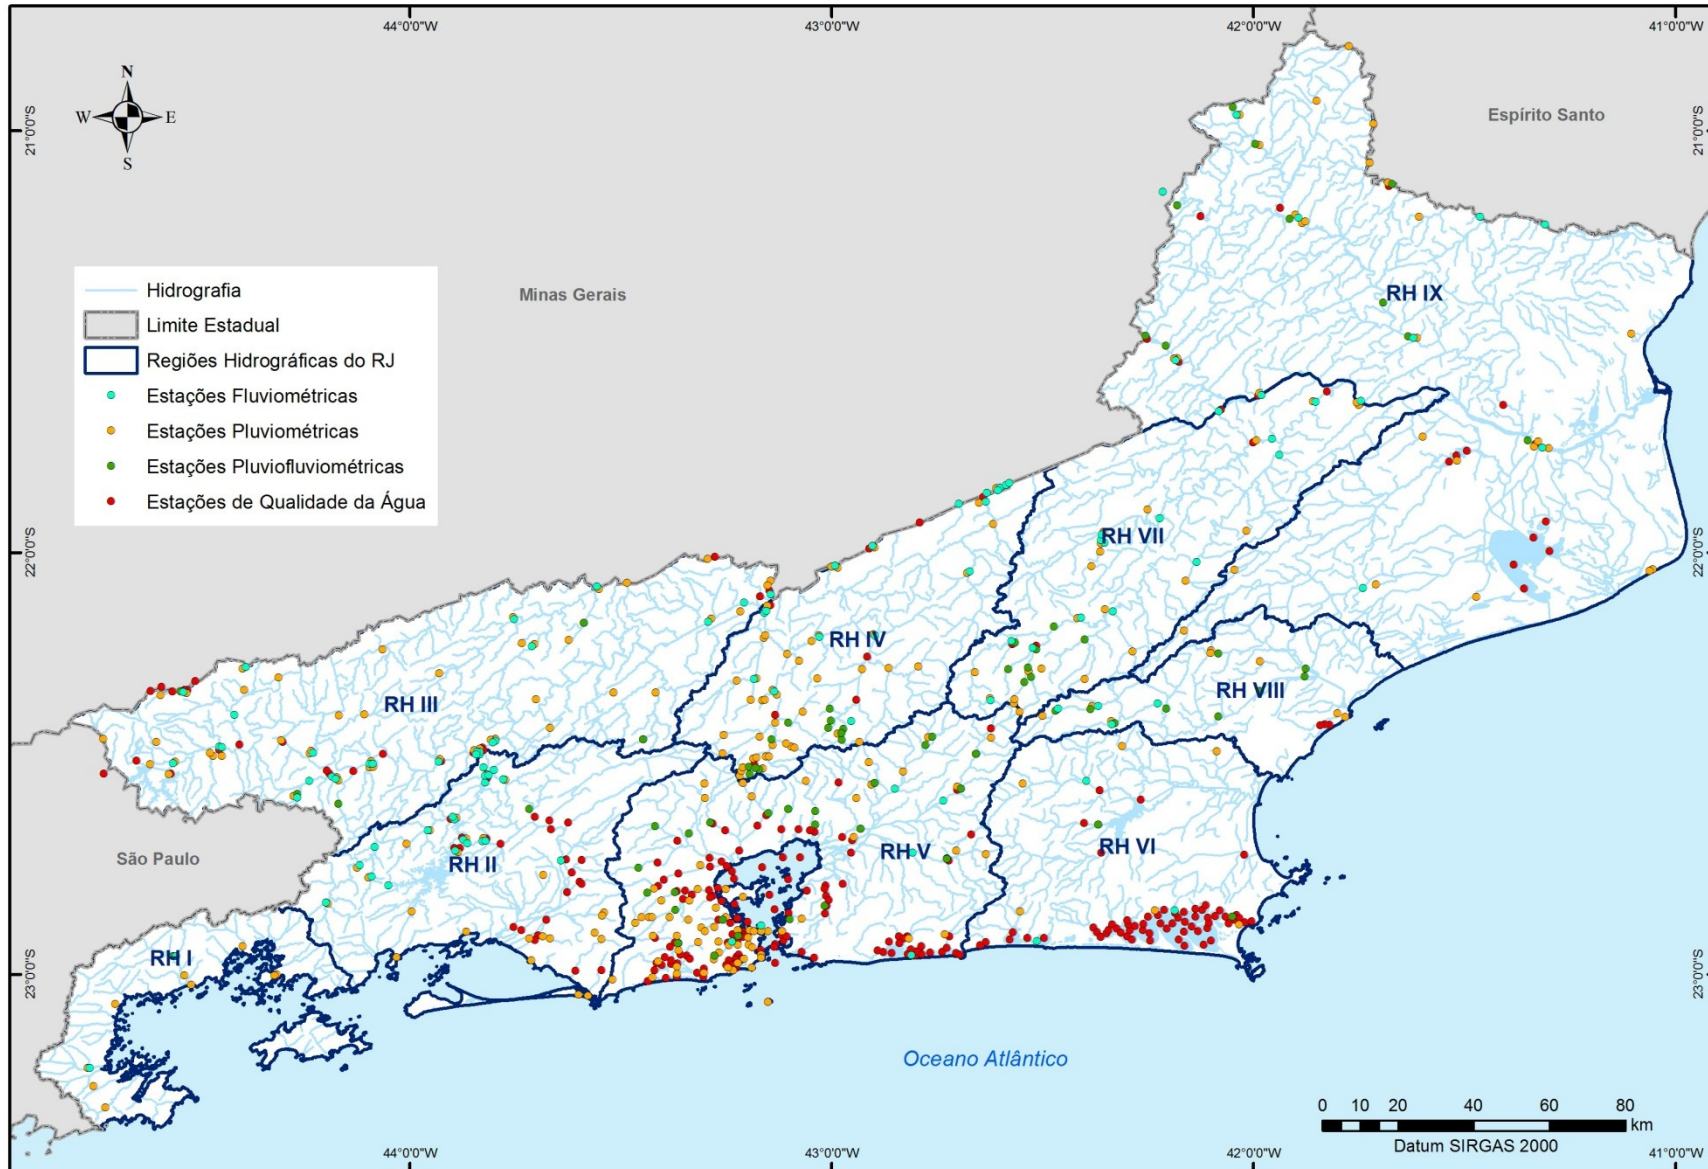 44°0'0"W
43°0'0"W
42°0'0"W
41°0'0"W
N
W
E
S
21°0'0"S
21°0'0"S
Espírito Santo
Minas Gerais
Hidrografia
Limite Estadual
Regiões Hidrográficas do RJ
Estações Fluviométricas
Estações Pluviométricas
Estações Pluviofluviométricas
Estações de Qualidade da Água
RH IX
22°0'0"S
22°0'0"S
RH VII
RH IV
RH III
RH VIII
São Paulo
RH II
RH V
RH VI
RH I
23°0'0"S
23°0'0"S
Oceano Atlântico
0 10 20 40 60 80
km
Datum SIRGAS 2000
44°0'0"W
43°0'0"W
42°0'0"W
41°0'0"W